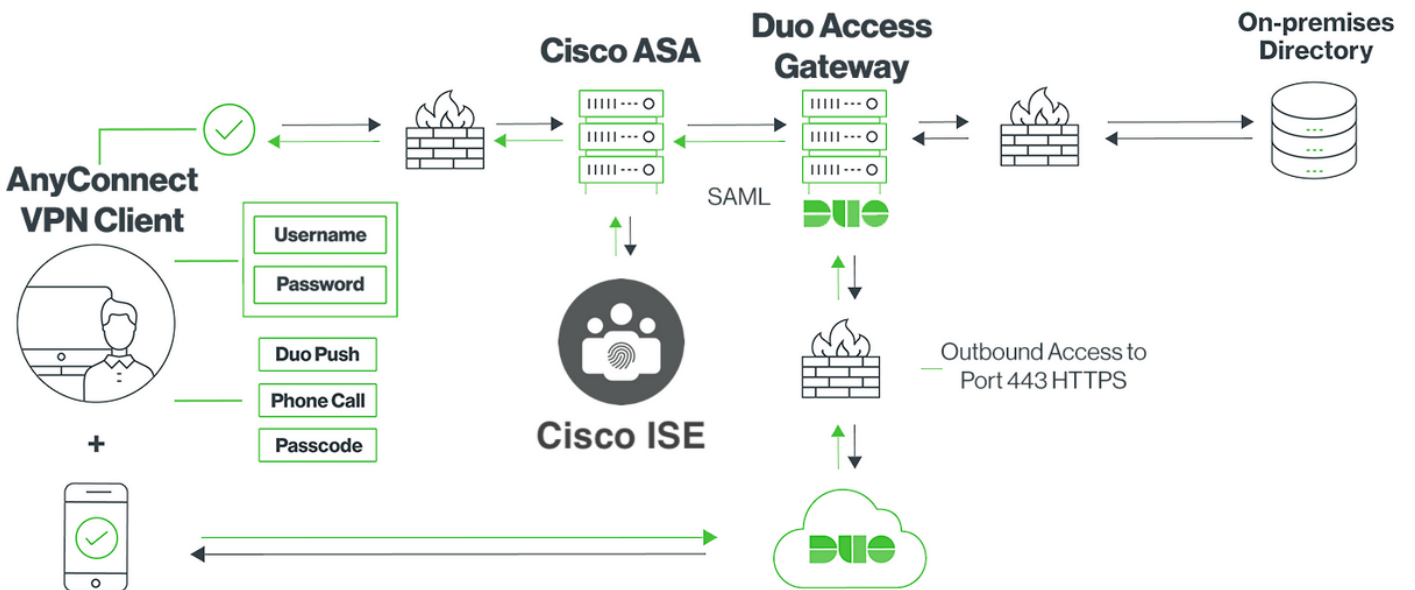 Cisco ASA
Duo Access
Gateway
On-premises
Directory
AnyConnect
VPN Client
Username
Password
SAML
DUO
Duo Push
Phone Call
Passcode
+
Cisco ISE
Outbound Access to
Port 443 HTTPS
DUO